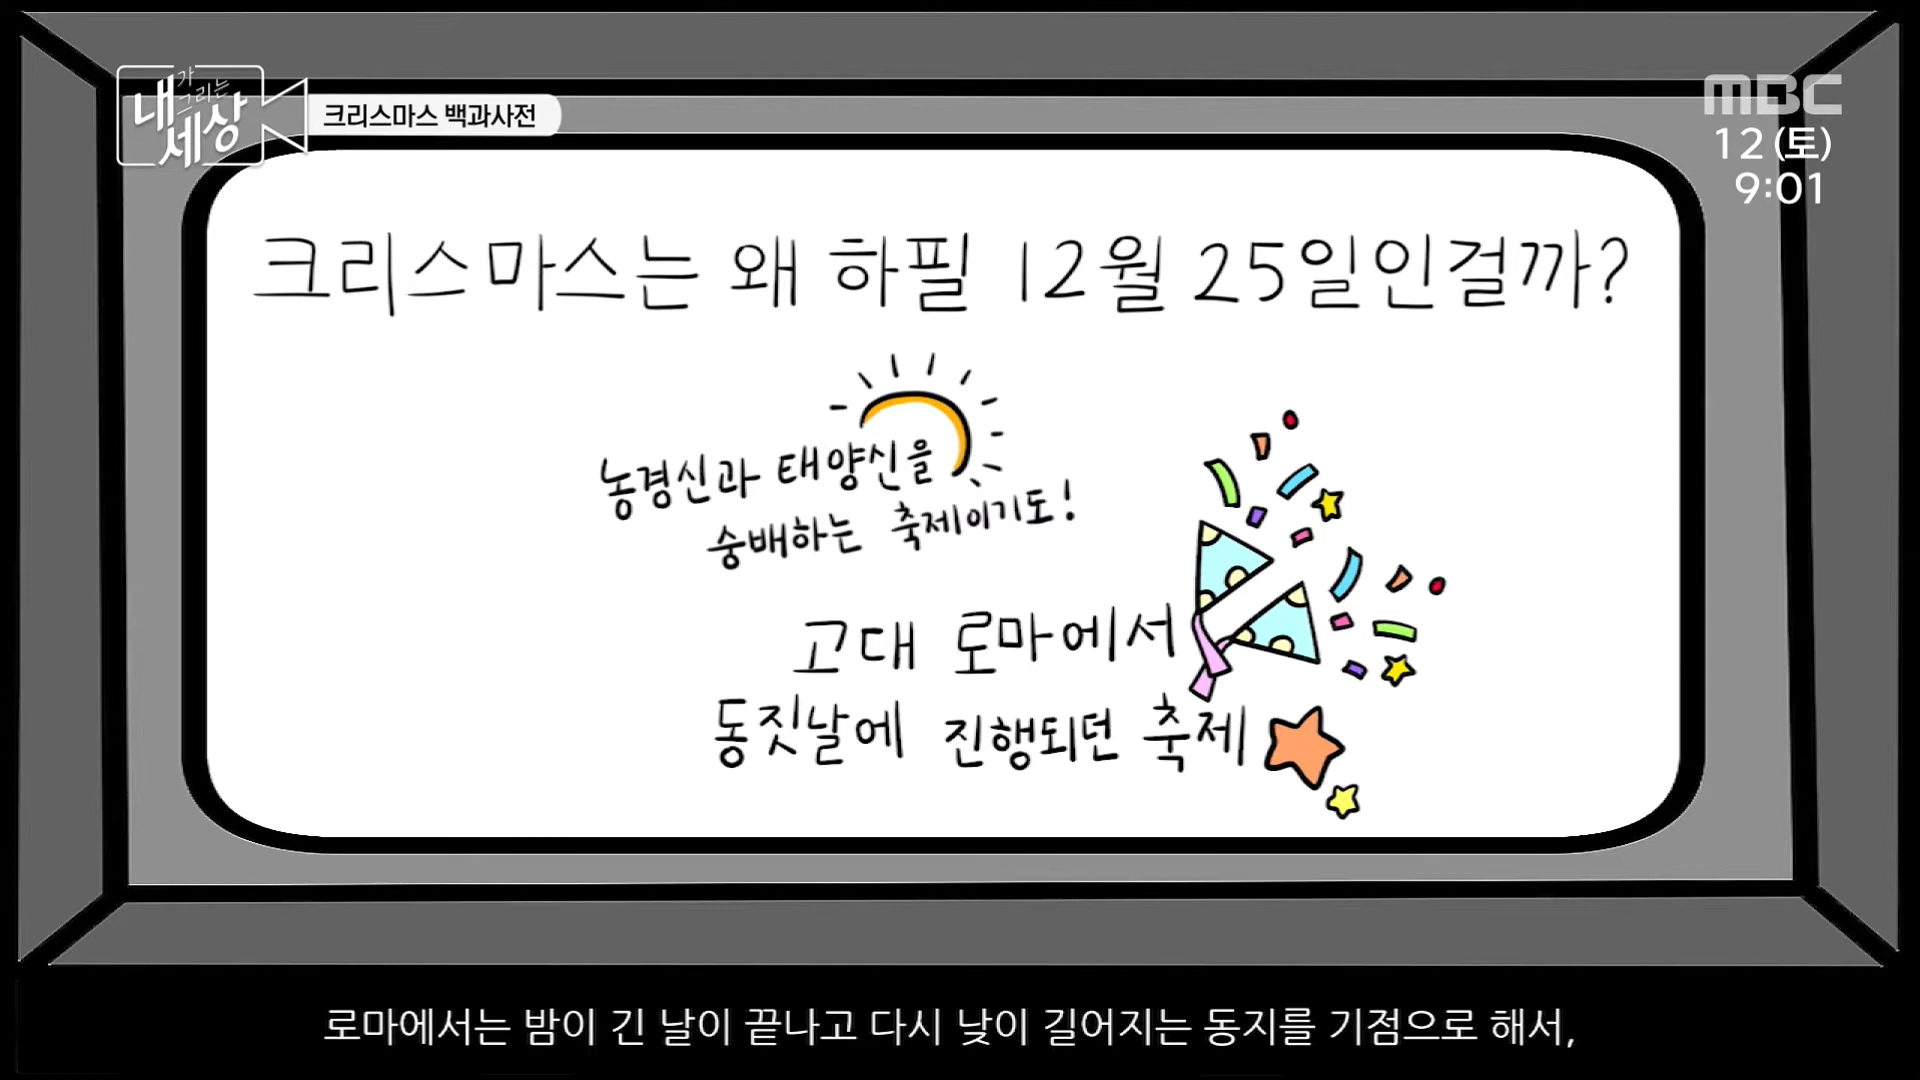 내가 그리는 세상
크리스마스 백과사전
MBC
12 (토)
9:01
크리스마스는 왜 하필 12월 25일인걸까?
농경신과 태양신을
숭배하는 축제이기도!
고대 로마에서
동짓날에 진행되던 축제
로마에서는 밤이 긴 날이 끝나고 다시 낮이 길어지는 동지를 기점으로 해서,